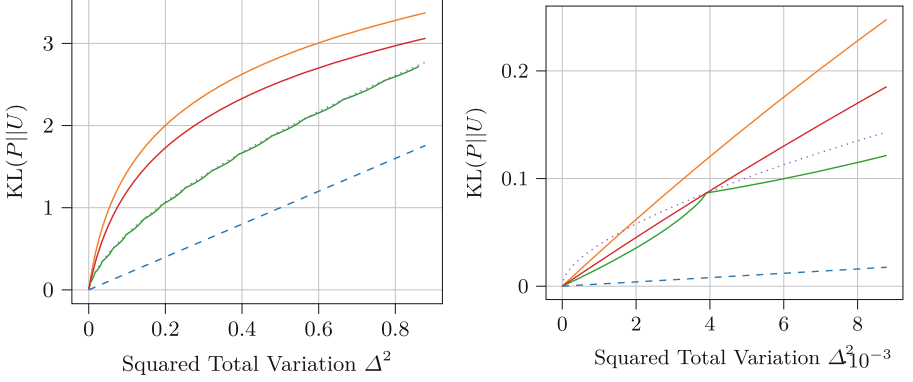 3
2
1
0
KL(P||U)
0 0.2 0.4 0.6 0.8
Squared Total Variation Δ²
0.2
0.1
0
KL(P||U)
0 2 4 6 8
Squared Total Variation Δ²
·10⁻³